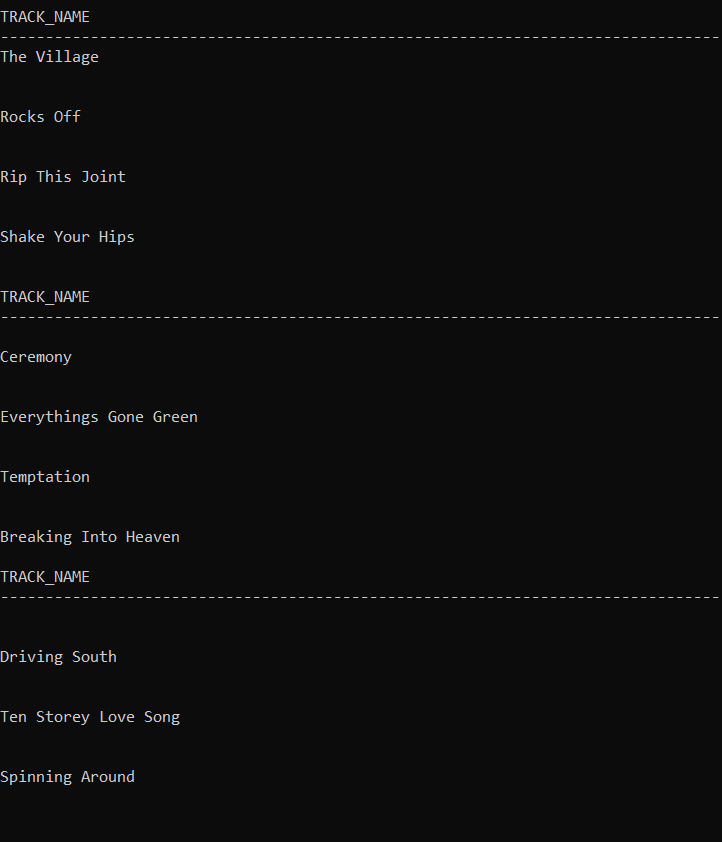 TRACK_NAME
--------------------------------------------------------------------------------
The Village
Rocks Off
Rip This Joint
Shake Your Hips
TRACK_NAME
--------------------------------------------------------------------------------
Ceremony
Everythings Gone Green
Temptation
Breaking Into Heaven
TRACK_NAME
--------------------------------------------------------------------------------
Driving South
Ten Storey Love Song
Spinning Around